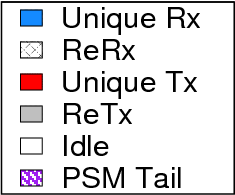 Unique Rx
ReRx
Unique Tx
ReTx
Idle
PSM Tail